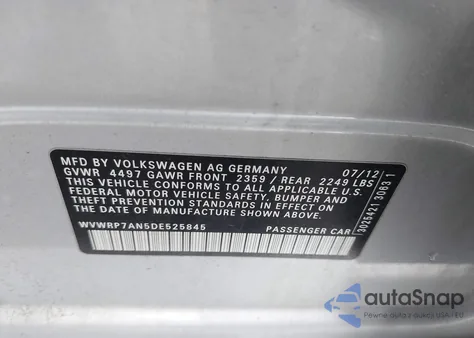 MFD BY VOLKSWAGEN AG GERMANY 07/12
GVWR 4497 GAWR FRONT 2359 / REAR 2249 LBS
THIS VEHICLE CONFORMS TO ALL APPLICABLE U.S.
FEDERAL MOTOR VEHICLE SAFETY, BUMPER AND
THEFT PREVENTION STANDARDS IN EFFECT ON THE
DATE OF MANUFACTURE SHOWN ABOVE.
WVWRP7AN5DE525845 PASSENGER CAR
302542130831
autoSnap